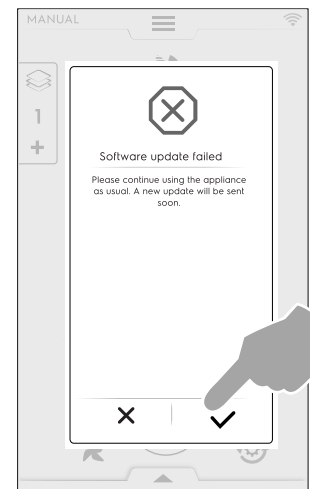 MANUAL
1
Software update failed
Please continue using the appliance
as usual. A new update will be sent
soon.